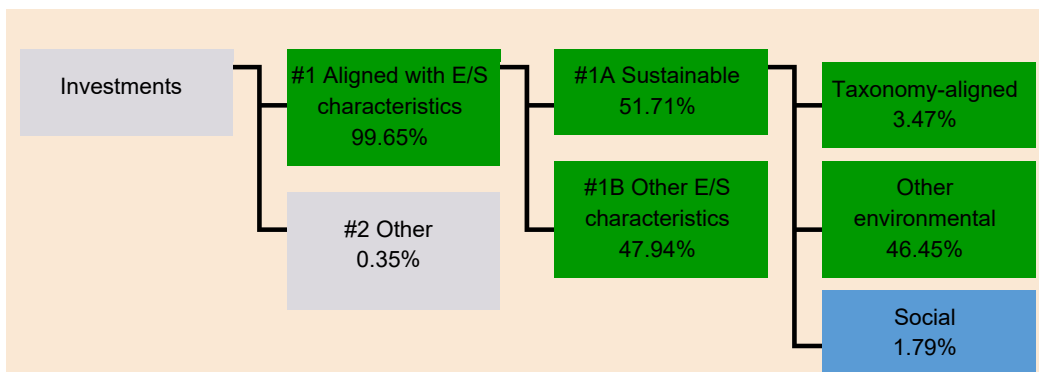 Investments
#1 Aligned with E/S
characteristics
99.65%
#2 Other
0.35%
#1A Sustainable
51.71%
#1B Other E/S
characteristics
47.94%
Taxonomy-aligned
3.47%
Other
environmental
46.45%
Social
1.79%